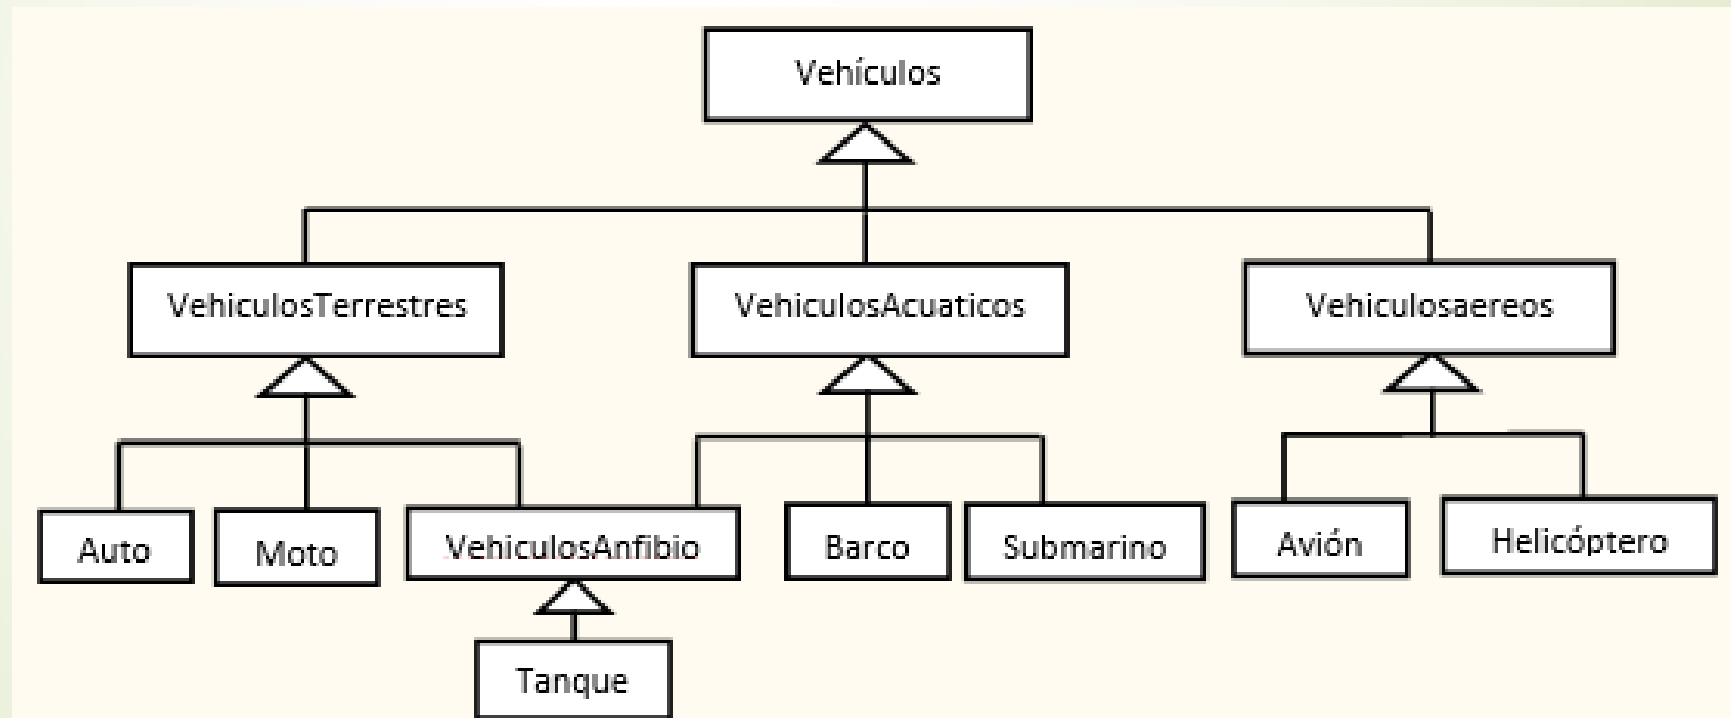 Vehículos
VehiculosTerrestres
VehiculosAcuaticos
Vehiculosaereos
Auto
Moto
VehiculosAnfibio
Barco
Submarino
Avión
Helicóptero
Tanque